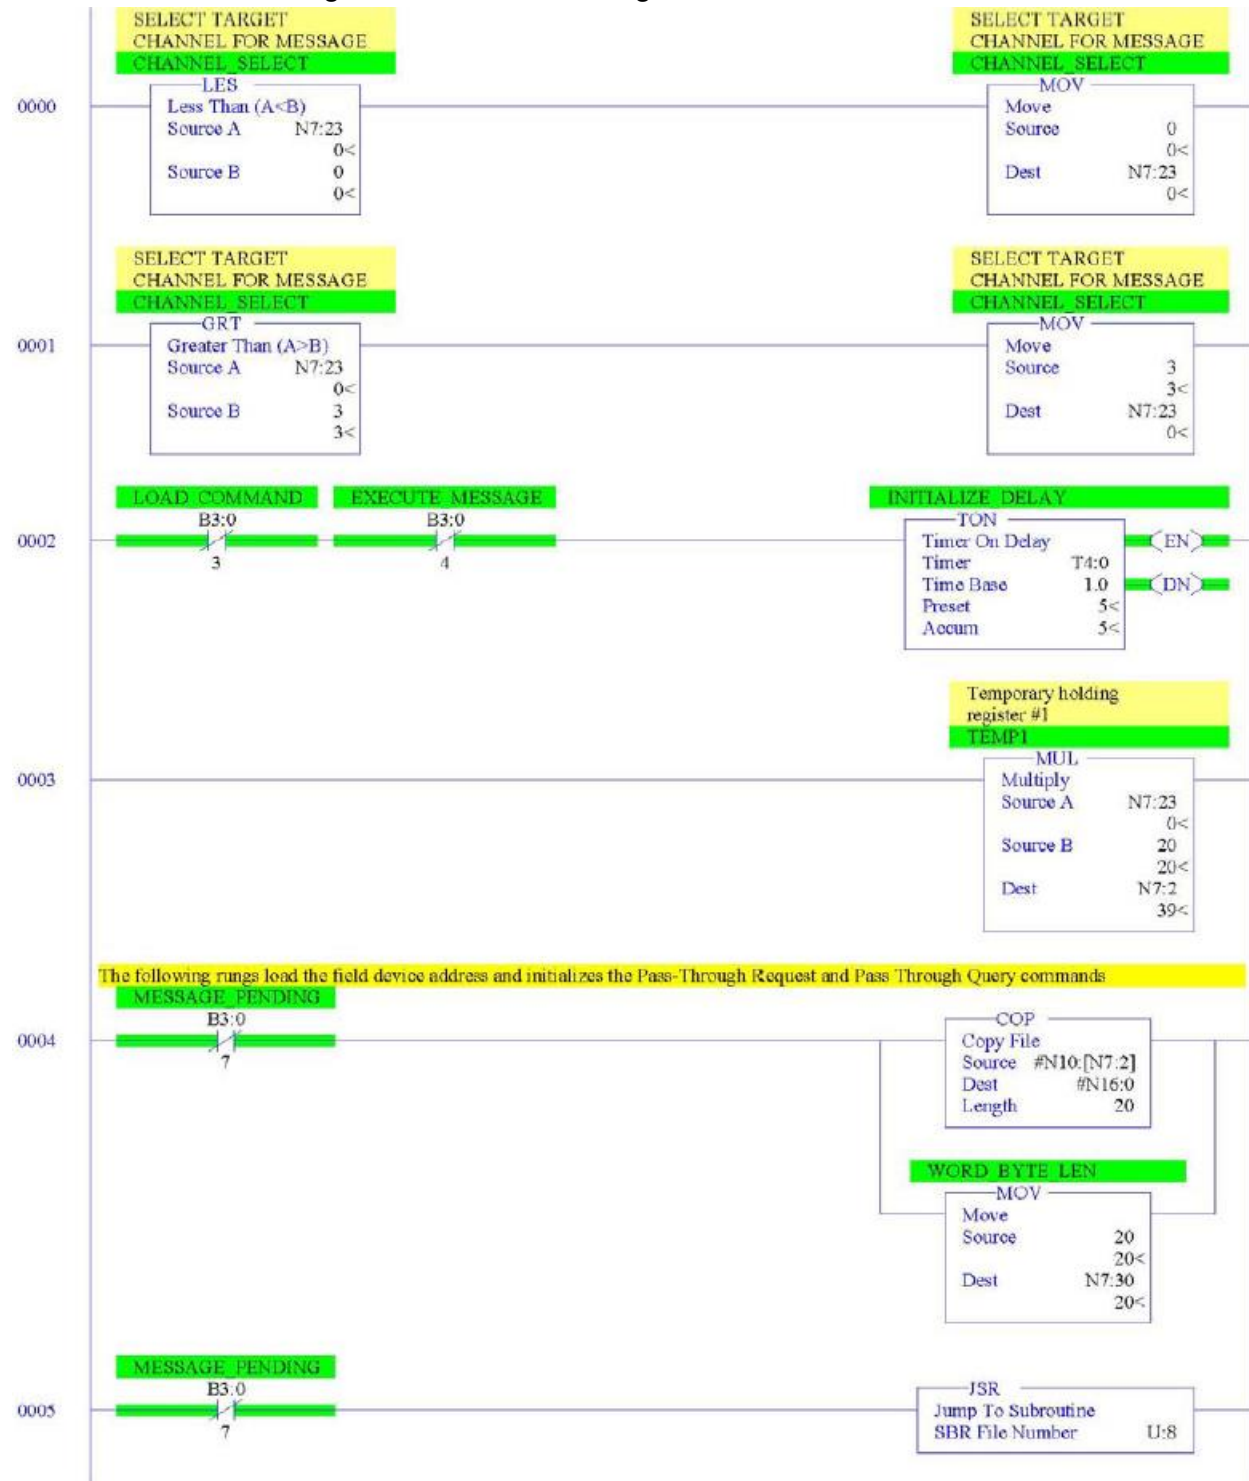 SELECT TARGET
CHANNEL FOR MESSAGE
CHANNEL_SELECT
LES
0000
Less Than (A<B)
Source A N7:23
0<
Source B 0
0<
SELECT TARGET
CHANNEL FOR MESSAGE
CHANNEL_SELECT
MOV
Move
Source 0
0<
Dest N7:23
0<
SELECT TARGET
CHANNEL FOR MESSAGE
CHANNEL_SELECT
GRT
0001
Greater Than (A>B)
Source A N7:23
0<
Source B 3
3<
SELECT TARGET
CHANNEL FOR MESSAGE
CHANNEL_SELECT
MOV
Move
Source 3
3<
Dest N7:23
0<
LOAD_COMMAND
B3:0
0002
3
EXECUTE_MESSAGE
B3:0
4
INITIALIZE_DELAY
TON
Timer On Delay
Timer T4:0
Time Base 1.0
Preset 5<
Accum 5<
EN
DN
Temporary holding
register #1
TEMP1
MUL
0003
Multiply
Source A N7:23
0<
Source B 20
20<
Dest N7:2
39<
The following rungs load the field device address and initializes the Pass-Through Request and Pass Through Query commands
MESSAGE_PENDING
B3:0
0004
7
COP
Copy File
Source #N10:[N7:2]
Dest #N16:0
Length 20
WORD_BYTE_LEN
MOV
Move
Source 20
20<
Dest N7:30
20<
MESSAGE_PENDING
B3:0
0005
7
JSR
Jump To Subroutine
SBR File Number U:8